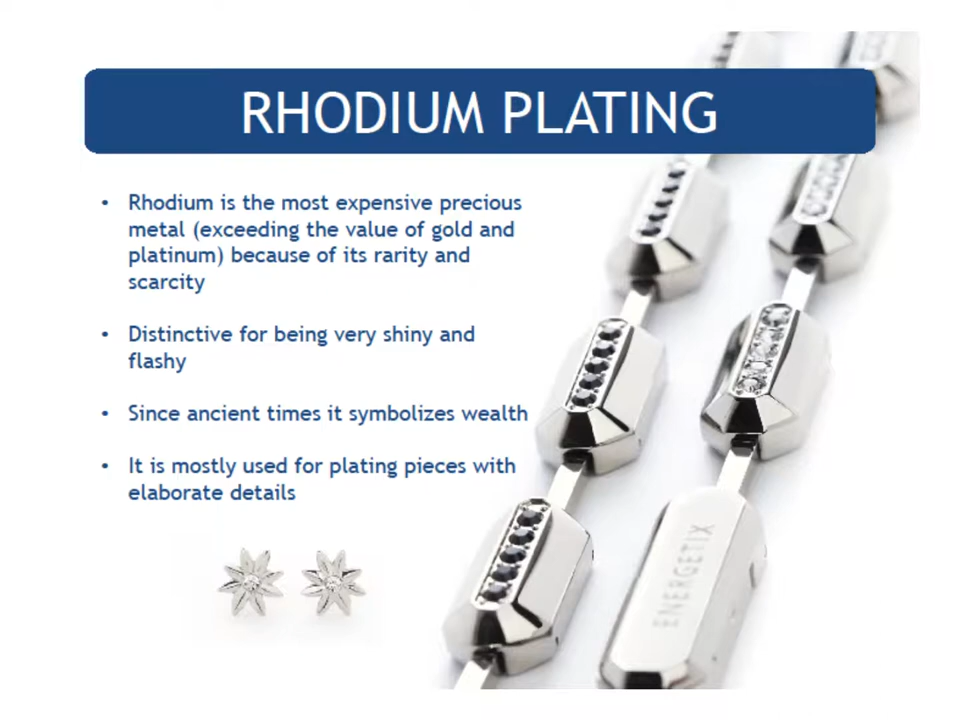 RHODIUM PLATING
• Rhodium is the most expensive precious
metal (exceeding the value of gold and
platinum) because of its rarity and
scarcity
• Distinctive for being very shiny and
flashy
• Since ancient times it symbolizes wealth
• It is mostly used for plating pieces with
elaborate details
ENERGETIX